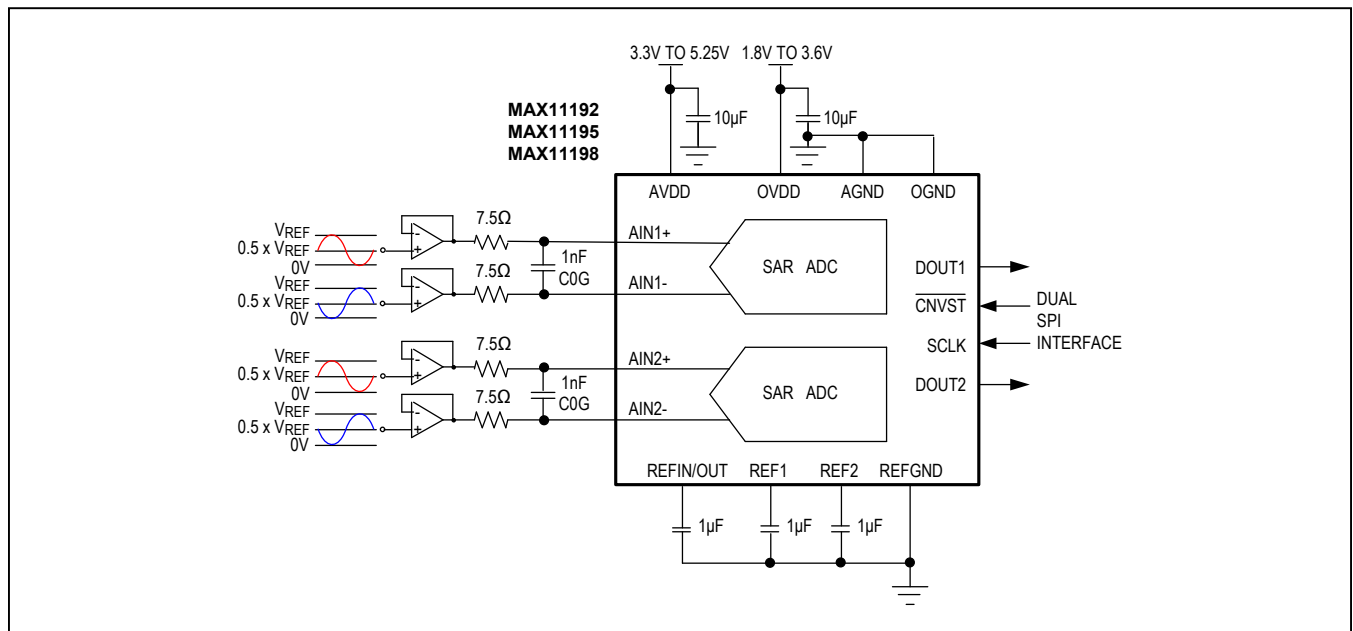 3.3V TO 5.25V 1.8V TO 3.6V
10µF 10µF
MAX11192
MAX11195
MAX11198
AVDD OVDD AGND OGND
VREF
0.5 x VREF
0V
- +
7.5Ω
AIN1+
1nF
C0G
SAR ADC
VREF
0.5 x VREF
0V
- +
7.5Ω
AIN1-
VREF
0.5 x VREF
0V
- +
7.5Ω
AIN2+
1nF
C0G
SAR ADC
VREF
0.5 x VREF
0V
- +
7.5Ω
AIN2-
DOUT1
CNVST
SCLK
DOUT2
DUAL
SPI
INTERFACE
REFIN/OUT REF1 REF2 REFGND
1µF 1µF 1µF